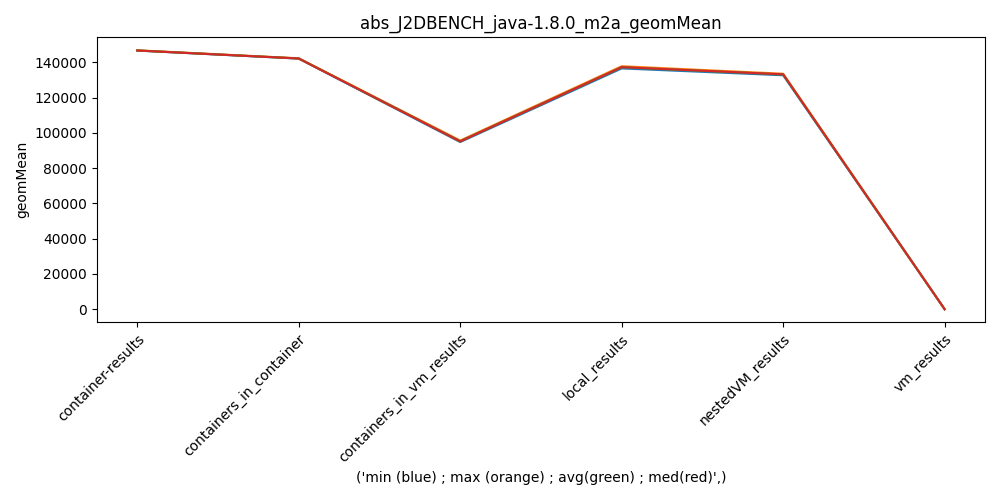 abs_J2DBENCH_java-1.8.0_m2a_geomMean
geomMean
140000
120000
100000
80000
60000
40000
20000
0
container-results
containers_in_container
containers_in_vm_results
local_results
nestedVM_results
vm_results
('min (blue) ; max (orange) ; avg(green) ; med(red)',)